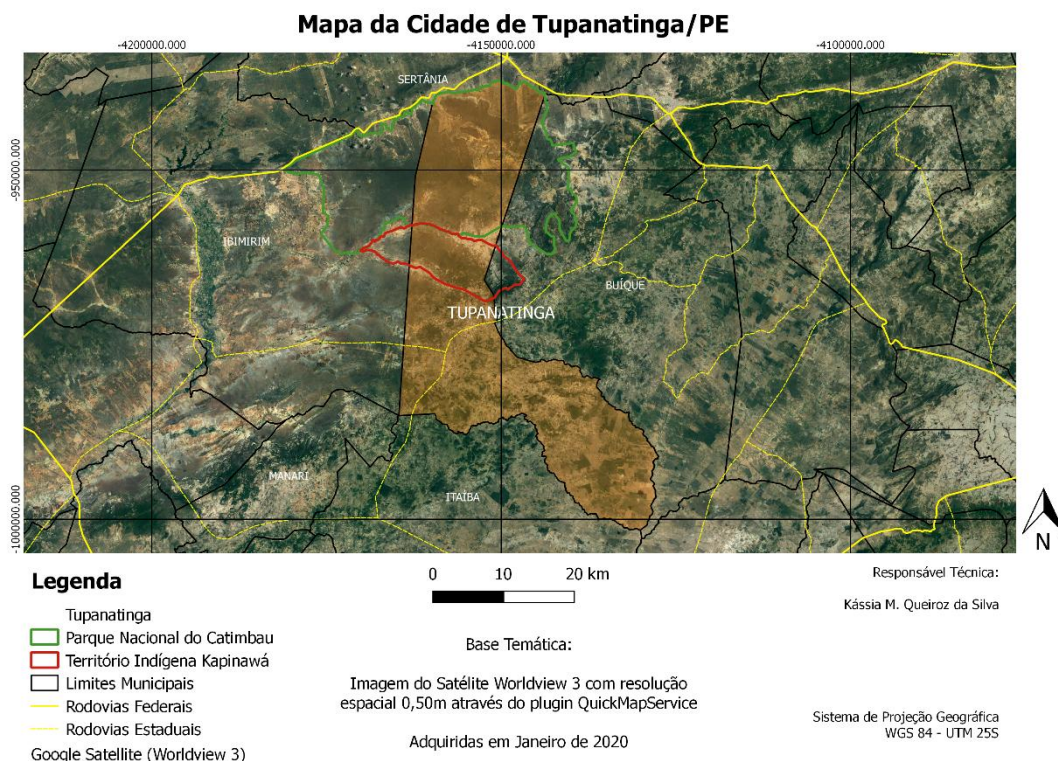 Mapa da Cidade de Tupanatinga/PE
-4200000.000
-4150000.000
-4100000.000
-950000.000
-1000000.000
SERTÂNIA
IBIMIRIM
BUÍQUE
TUPANATINGA
MANARI
ITAÍBA
N
Legenda
Tupanatinga
Parque Nacional do Catimbau
Território Indígena Kapinawá
Limites Municipais
Rodovias Federais
Rodovias Estaduais
Google Satellite (Worldview 3)
0 10 20 km
Base Temática:
Imagem do Satélite Worldview 3 com resolução
espacial 0,50m através do plugin QuickMapService
Adquiridas em Janeiro de 2020
Responsável Técnica:
Kássia M. Queiroz da Silva
Sistema de Projeção Geográfica
WGS 84 - UTM 25S